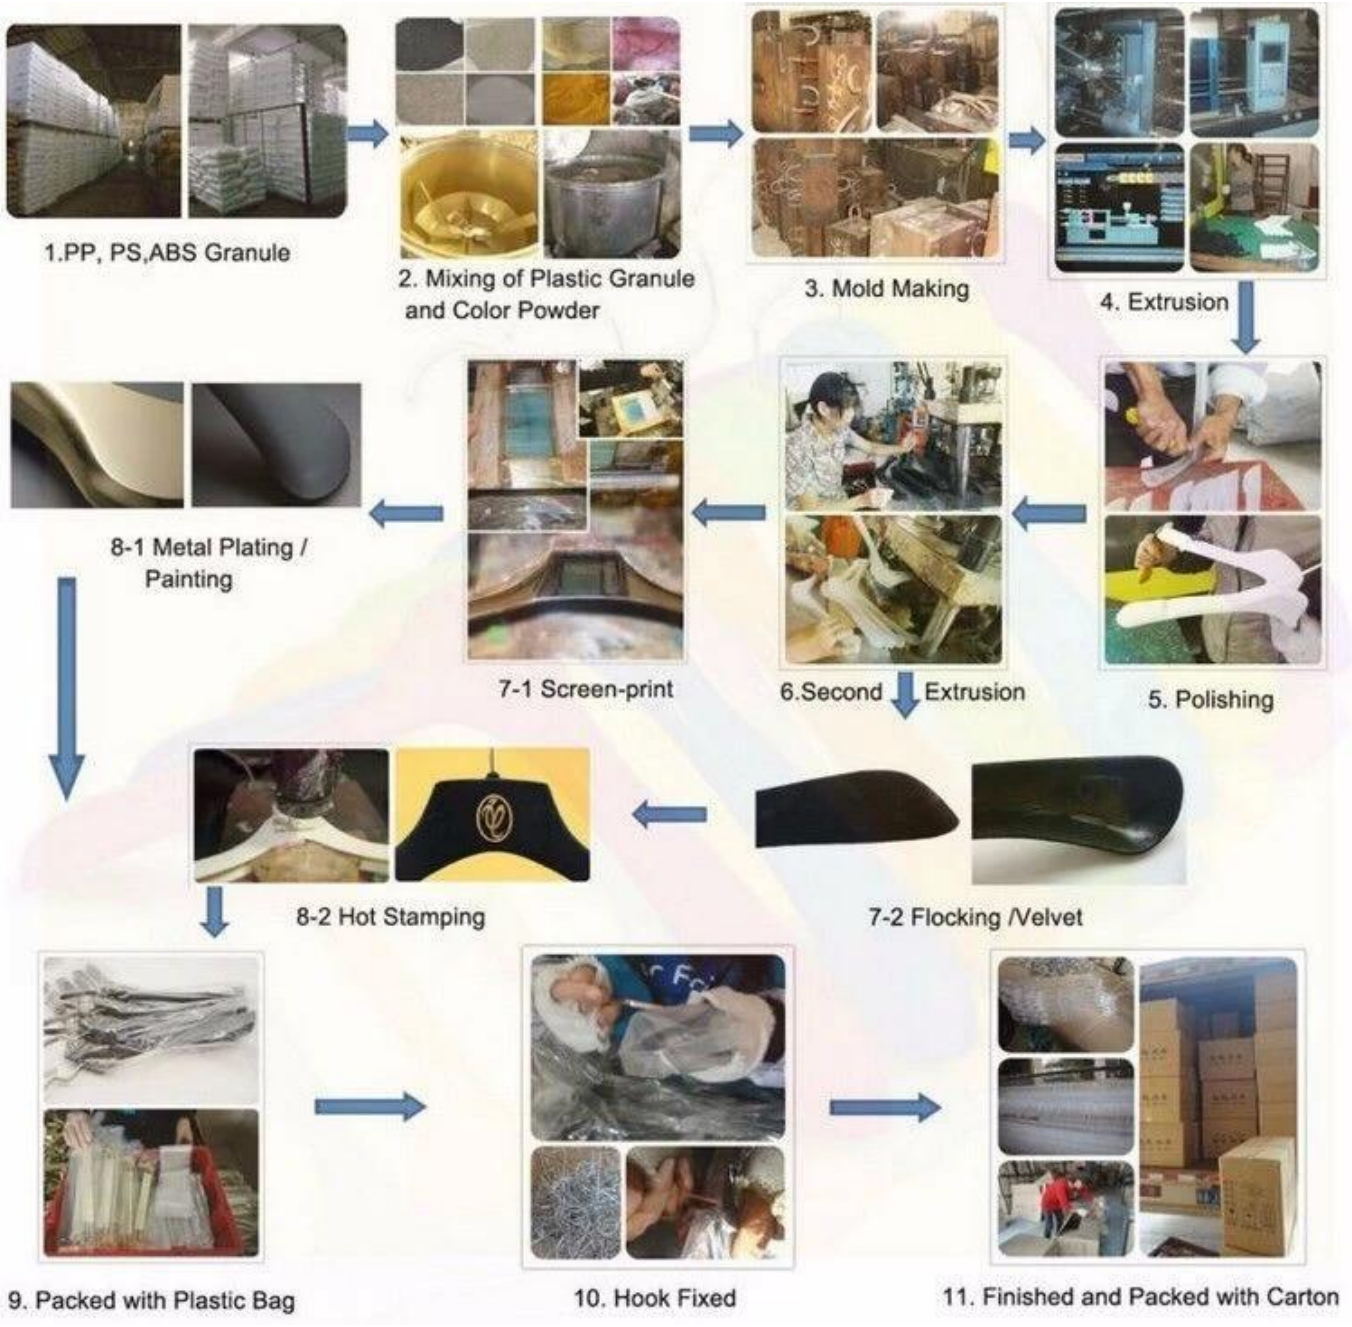 1.PP, PS,ABS Granule
2. Mixing of Plastic Granule
and Color Powder
3. Mold Making
4. Extrusion
8-1 Metal Plating /
Painting
7-1 Screen-print
6.Second Extrusion
5. Polishing
8-2 Hot Stamping
7-2 Flocking /Velvet
9. Packed with Plastic Bag
10. Hook Fixed
11. Finished and Packed with Carton